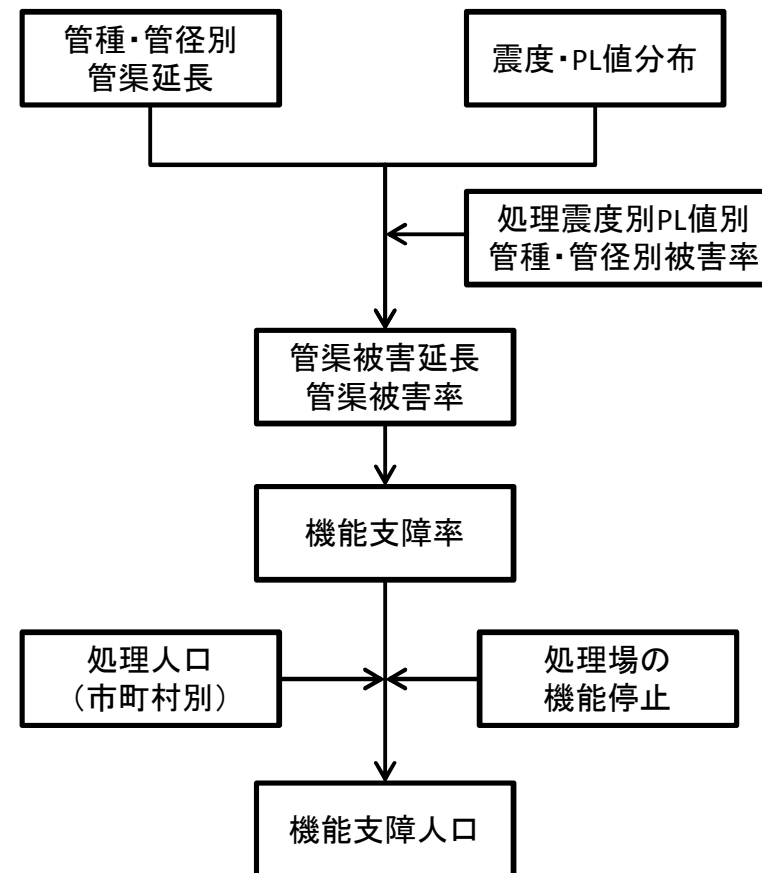 管種・管径別
管渠延長
震度・PL値分布
処理震度別PL値別
管種・管径別被害率
管渠被害延長
管渠被害率
機能支障率
処理人口
（市町村別）
処理場の
機能停止
機能支障人口